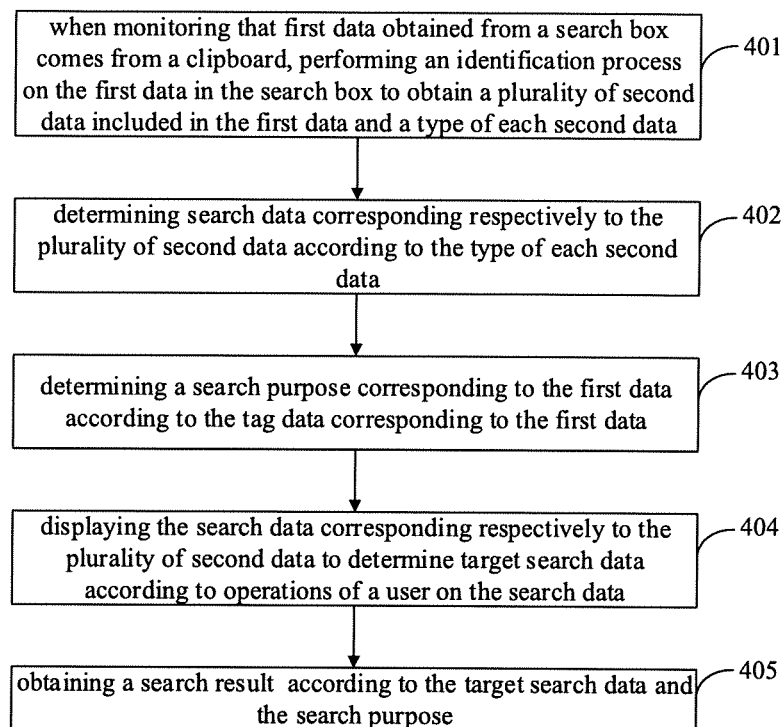 when monitoring that first data obtained from a search box
comes from a clipboard, performing an identification process
on the first data in the search box to obtain a plurality of second
data included in the first data and a type of each second data
401
determining search data corresponding respectively to the
plurality of second data according to the type of each second
data
402
determining a search purpose corresponding to the first data
according to the tag data corresponding to the first data
403
displaying the search data corresponding respectively to the
plurality of second data to determine target search data
according to operations of a user on the search data
404
obtaining a search result according to the target search data and
the search purpose
405